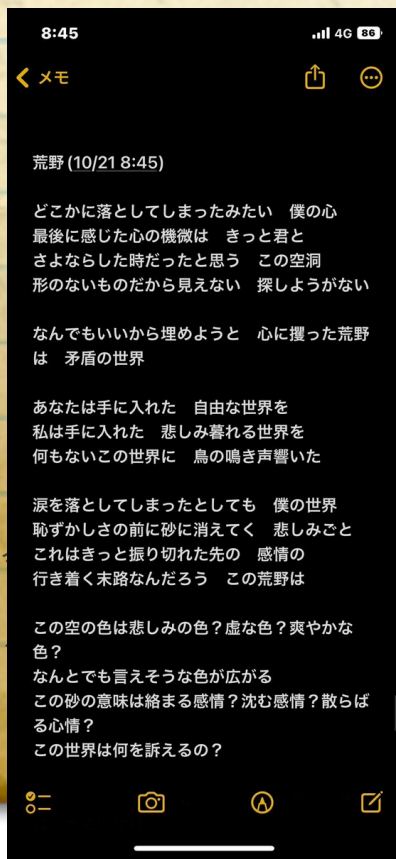 8:45
4G 86
メモ
荒野 (10/21 8:45)
どこかに落としてしまったみたい　僕の心
最後に感じた心の機微は　きっと君と
さよならした時だったと思う　この空洞
形のないものだから見えない　探しようがない
なんでもいいから埋めようと　心に攫った荒野
は　矛盾の世界
あなたは手に入れた　自由な世界を
私は手に入れた　悲しみ暮れる世界を
何もないこの世界に　鳥の鳴き声響いた
涙を落としてしまったとしても　僕の世界
恥ずかしさの前に砂に消えてく　悲しみごと
これはきっと振り切れた先の　感情の
行き着く末路なんだろう　この荒野は
この空の色は悲しみの色？虚な色？爽やかな
色？
なんとでも言えそうな色が広がる
この砂の意味は絡まる感情？沈む感情？散らば
る心情？
この世界は何を訴えるの？